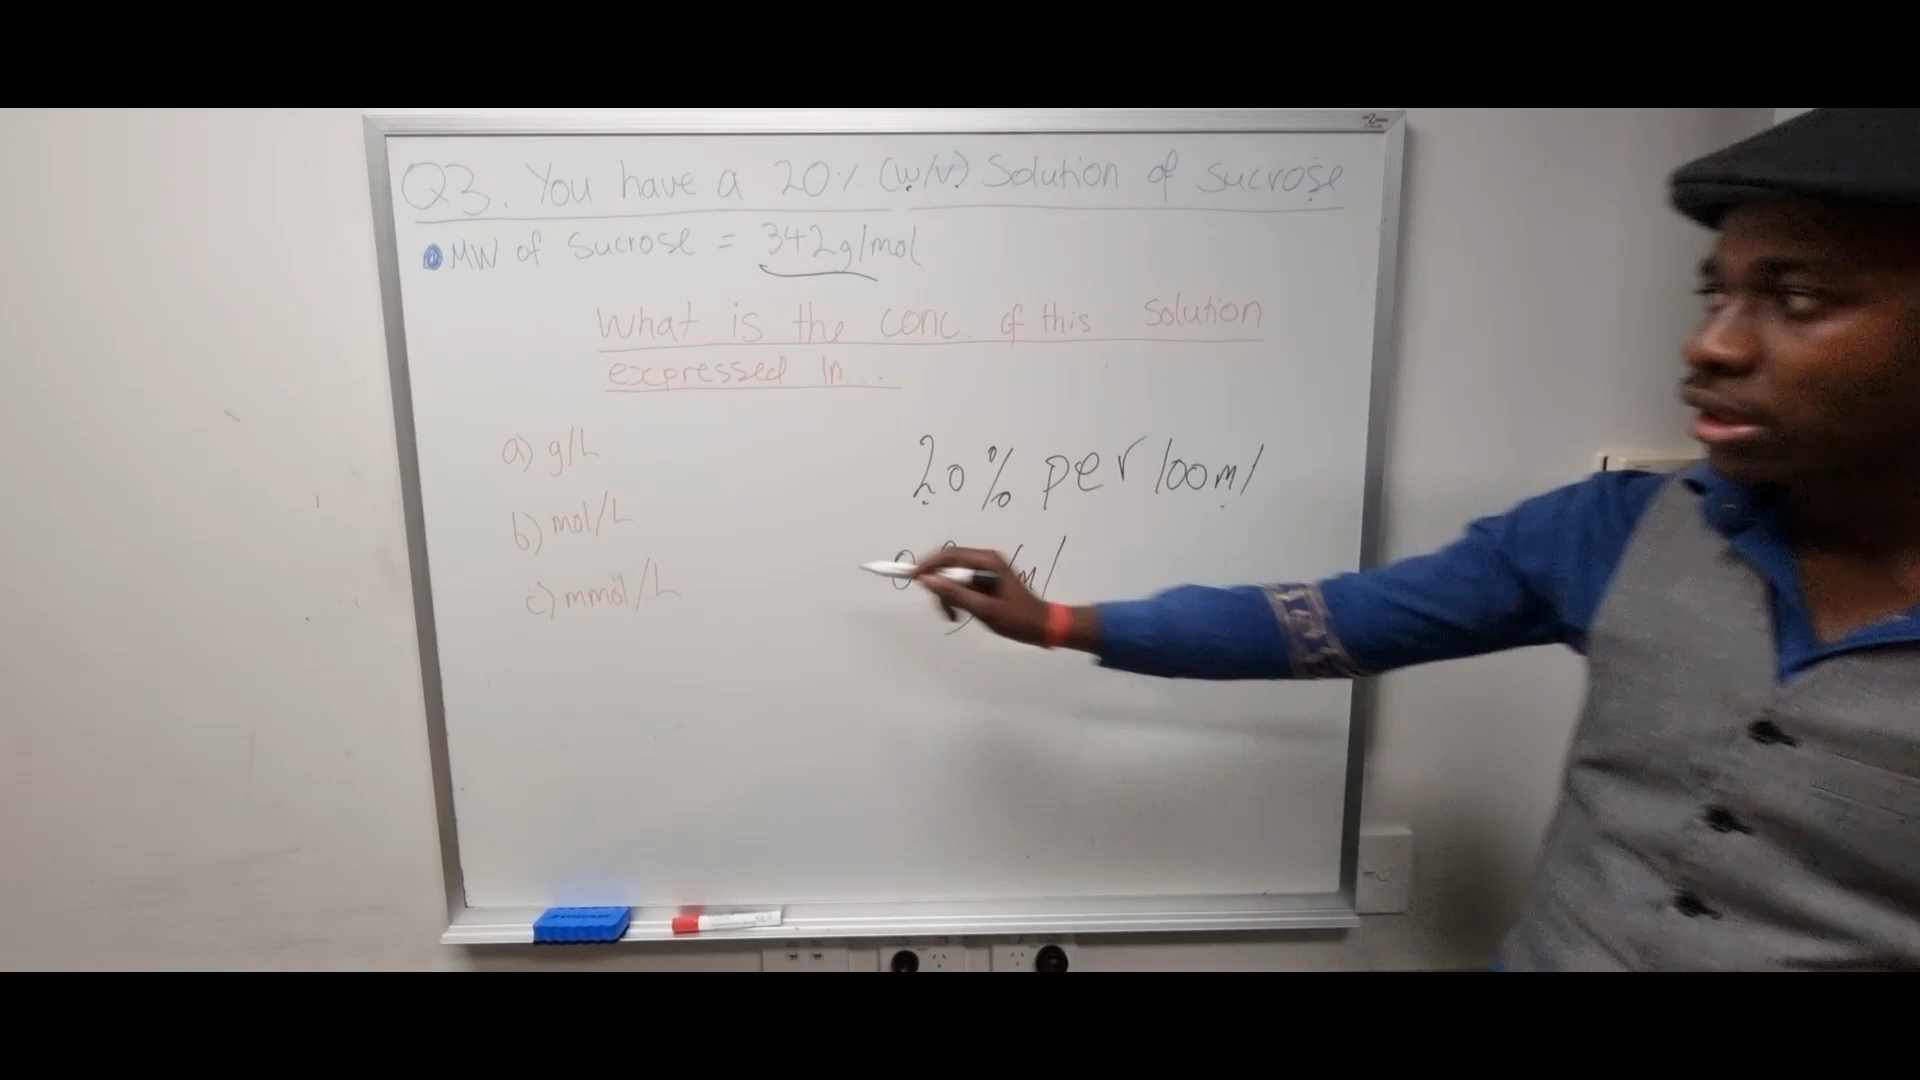 Q3. You have a 20% (w/v) Solution of sucrose
MW of sucrose = 342g/mol
What is the conc. of this solution
expressed in...
a) g/L
b) mol/L
c) mmol/L
20% per 100ml